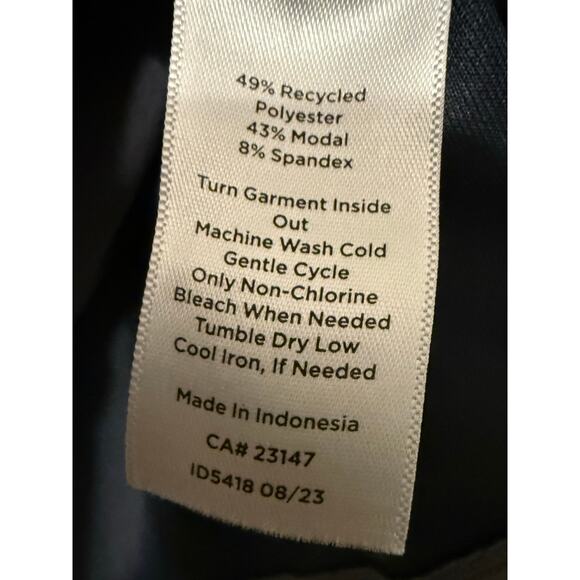 49% Recycled
Polyester
43% Modal
8% Spandex
Turn Garment Inside
Out
Machine Wash Cold
Gentle Cycle
Only Non-Chlorine
Bleach When Needed
Tumble Dry Low
Cool Iron, If Needed
Made In Indonesia
CA# 23147
ID5418 08/23